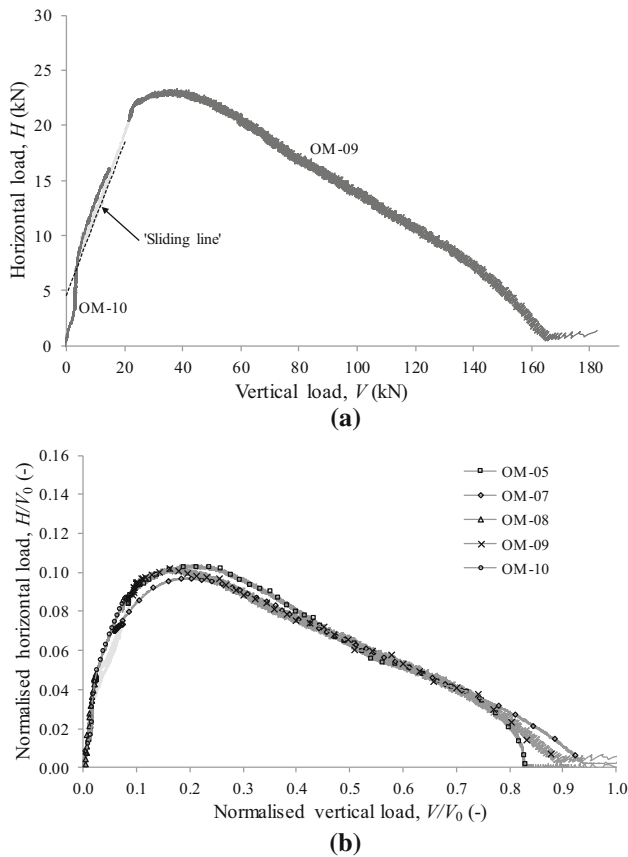 30
25
20
15
10
5
0
Horizontal load, H (kN)
OM-09
'Sliding line'
OM-10
0 20 40 60 80 100 120 140 160 180
Vertical load, V (kN)
(a)
0.16
0.14
0.12
0.10
0.08
0.06
0.04
0.02
0.00
Normalised horizontal load, H/V0 (-)
OM-05
OM-07
OM-08
OM-09
OM-10
0.0 0.1 0.2 0.3 0.4 0.5 0.6 0.7 0.8 0.9 1.0
Normalised vertical load, V/V0 (-)
(b)